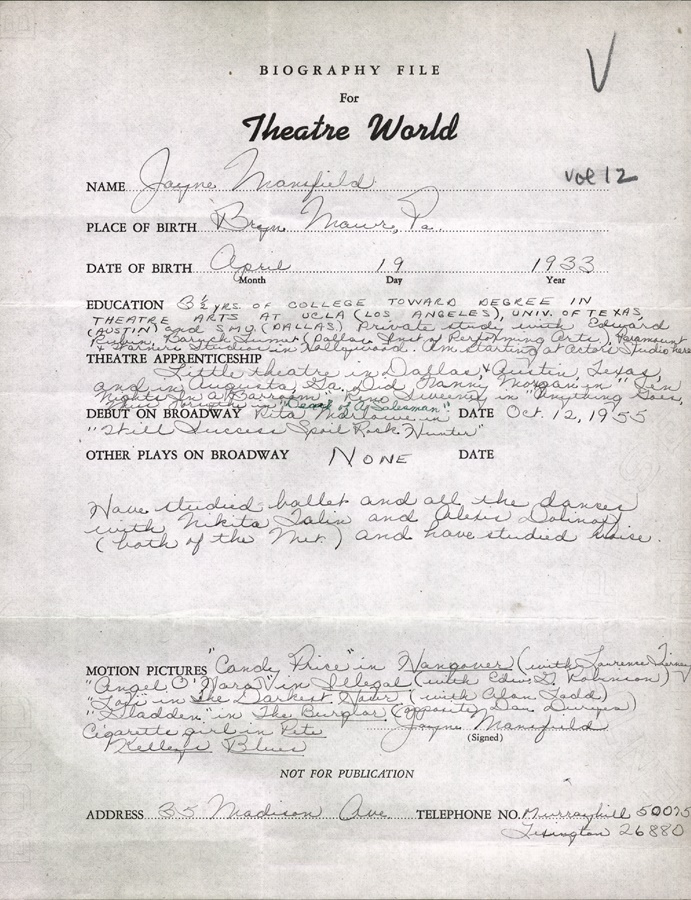 BIOGRAPHY FILE
V
For
Theatre World
NAME Jayne Mansfield
vol 12
PLACE OF BIRTH Bryn Mawr, Pa.
DATE OF BIRTH April 19 1933
Month Day Year
EDUCATION 3½ YRS. OF COLLEGE TOWARD DEGREE IN
THEATRE ARTS AT UCLA (LOS ANGELES), UNIV. OF TEXAS,
(AUSTIN) and S.M.U. (DALLAS) Private study with Edward
Rubin, Baruch Lumet (Dallas Inst. of Performing Arts), Paramount
& Warners Studios in Hollywood. Am starting at Actors Studio here
THEATRE APPRENTICESHIP
Little theatre in Dallas, & Austin, Texas
and in Augusta, Ga. Did Fanny Morgan in "Ten
Nights In a Barroom" Reno Sweeney in "Anything Goes,
in "Death of A Salesman"
DEBUT ON BROADWAY Rita Marlowe in DATE Oct. 12, 1955
"Will Success Spoil Rock Hunter"
OTHER PLAYS ON BROADWAY NONE DATE
Have studied ballet and all the dances
with Nikita Talin and Alexis Dolinoff
(both of the Met) and have studied voice.
MOTION PICTURES "Candy Price" in Hangover (with Lawrence Tierney)
"Angel O'Hara" in Illegal (with Edw. G. Robinson)
in The Darkest Hour (with Alan Ladd)
"Gladden" in The Burglar (opposite Dan Duryea)
Cigarette girl in Pete
Kelley's Blues
Jayne Mansfield
(Signed)
NOT FOR PUBLICATION
ADDRESS 35 Madison Ave TELEPHONE NO. Murrayhill 50075
Lexington 26880